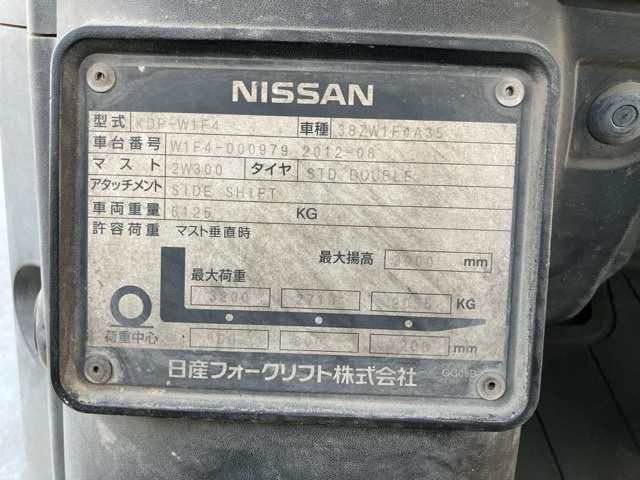 NISSAN
型式 KDP-W1F4 車種 38ZW1F4A35
車台番号 W1F4-000979 2012-08
マスト 2W300 タイヤ STD DOUBLE
アタッチメント SIDE SHIFT
車両重量 6125 KG
許容荷重 マスト垂直時
最大揚高 3000 mm
最大荷重
3200 KG
荷重中心 mm
日産フォークリフト株式会社 GG08B